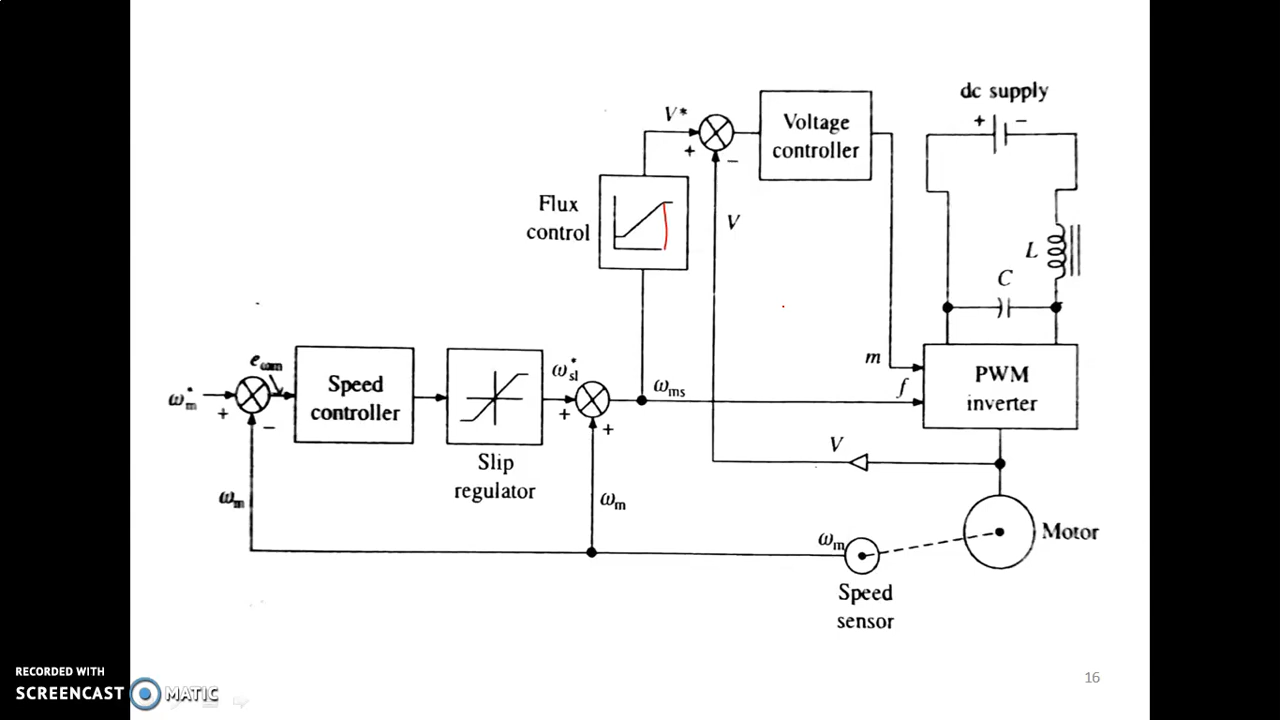 dc supply
+ −
V*
+
−
Voltage
controller
Flux
control
V
L
C
m
f
PWM
inverter
e_ωm
ω*_m
+
−
Speed
controller
ω*_sl
+
+
ω_ms
Slip
regulator
V
ω_m
ω_m
ω_m
Motor
Speed
sensor
16
RECORDED WITH
SCREENCAST MATIC